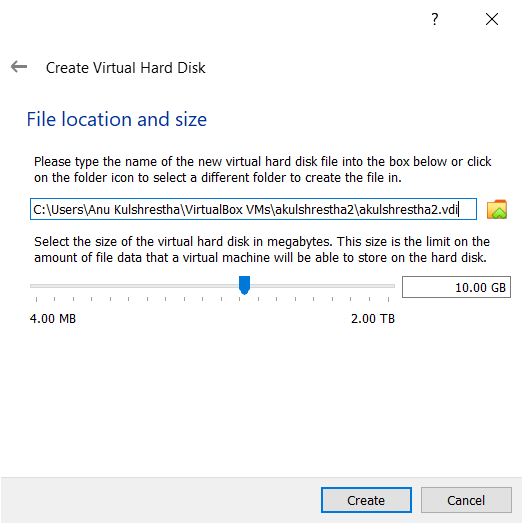 ?
Create Virtual Hard Disk
File location and size
Please type the name of the new virtual hard disk file into the box below or click
on the folder icon to select a different folder to create the file in.
C:\Users\Anu Kulshrestha\VirtualBox VMs\akulshrestha2\akulshrestha2.vdi
Select the size of the virtual hard disk in megabytes. This size is the limit on the
amount of file data that a virtual machine will be able to store on the hard disk.
10.00 GB
4.00 MB 2.00 TB
Create Cancel